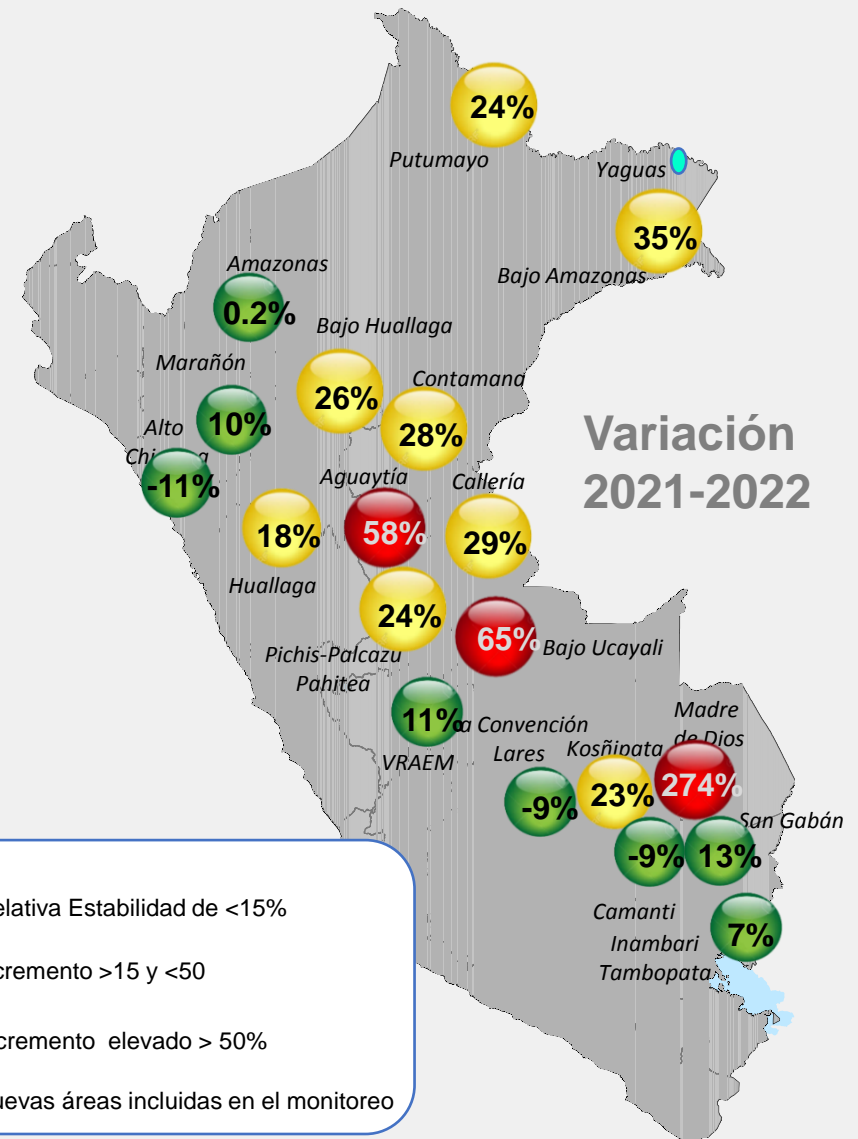 24%
Putumayo
Yaguas
35%
Bajo Amazonas
Amazonas
0.2%
Bajo Huallaga
Marañón
26%
Contamana
10%
28%
Alto
-11%
Variación
2021-2022
Aguaytía
Callería
18%
58%
29%
Huallaga
24%
65%
Bajo Ucayali
Pichis-Palcazu
Pahitea
11%
VRAEM
a Convención
Lares
Kosñipata
Madre
de Dios
-9%
23%
274%
San Gabán
-9%
13%
Camanti
7%
Inambari
Tambopata
elativa Estabilidad de <15%
cremento >15 y <50
cremento elevado > 50%
uevas áreas incluidas en el monitoreo